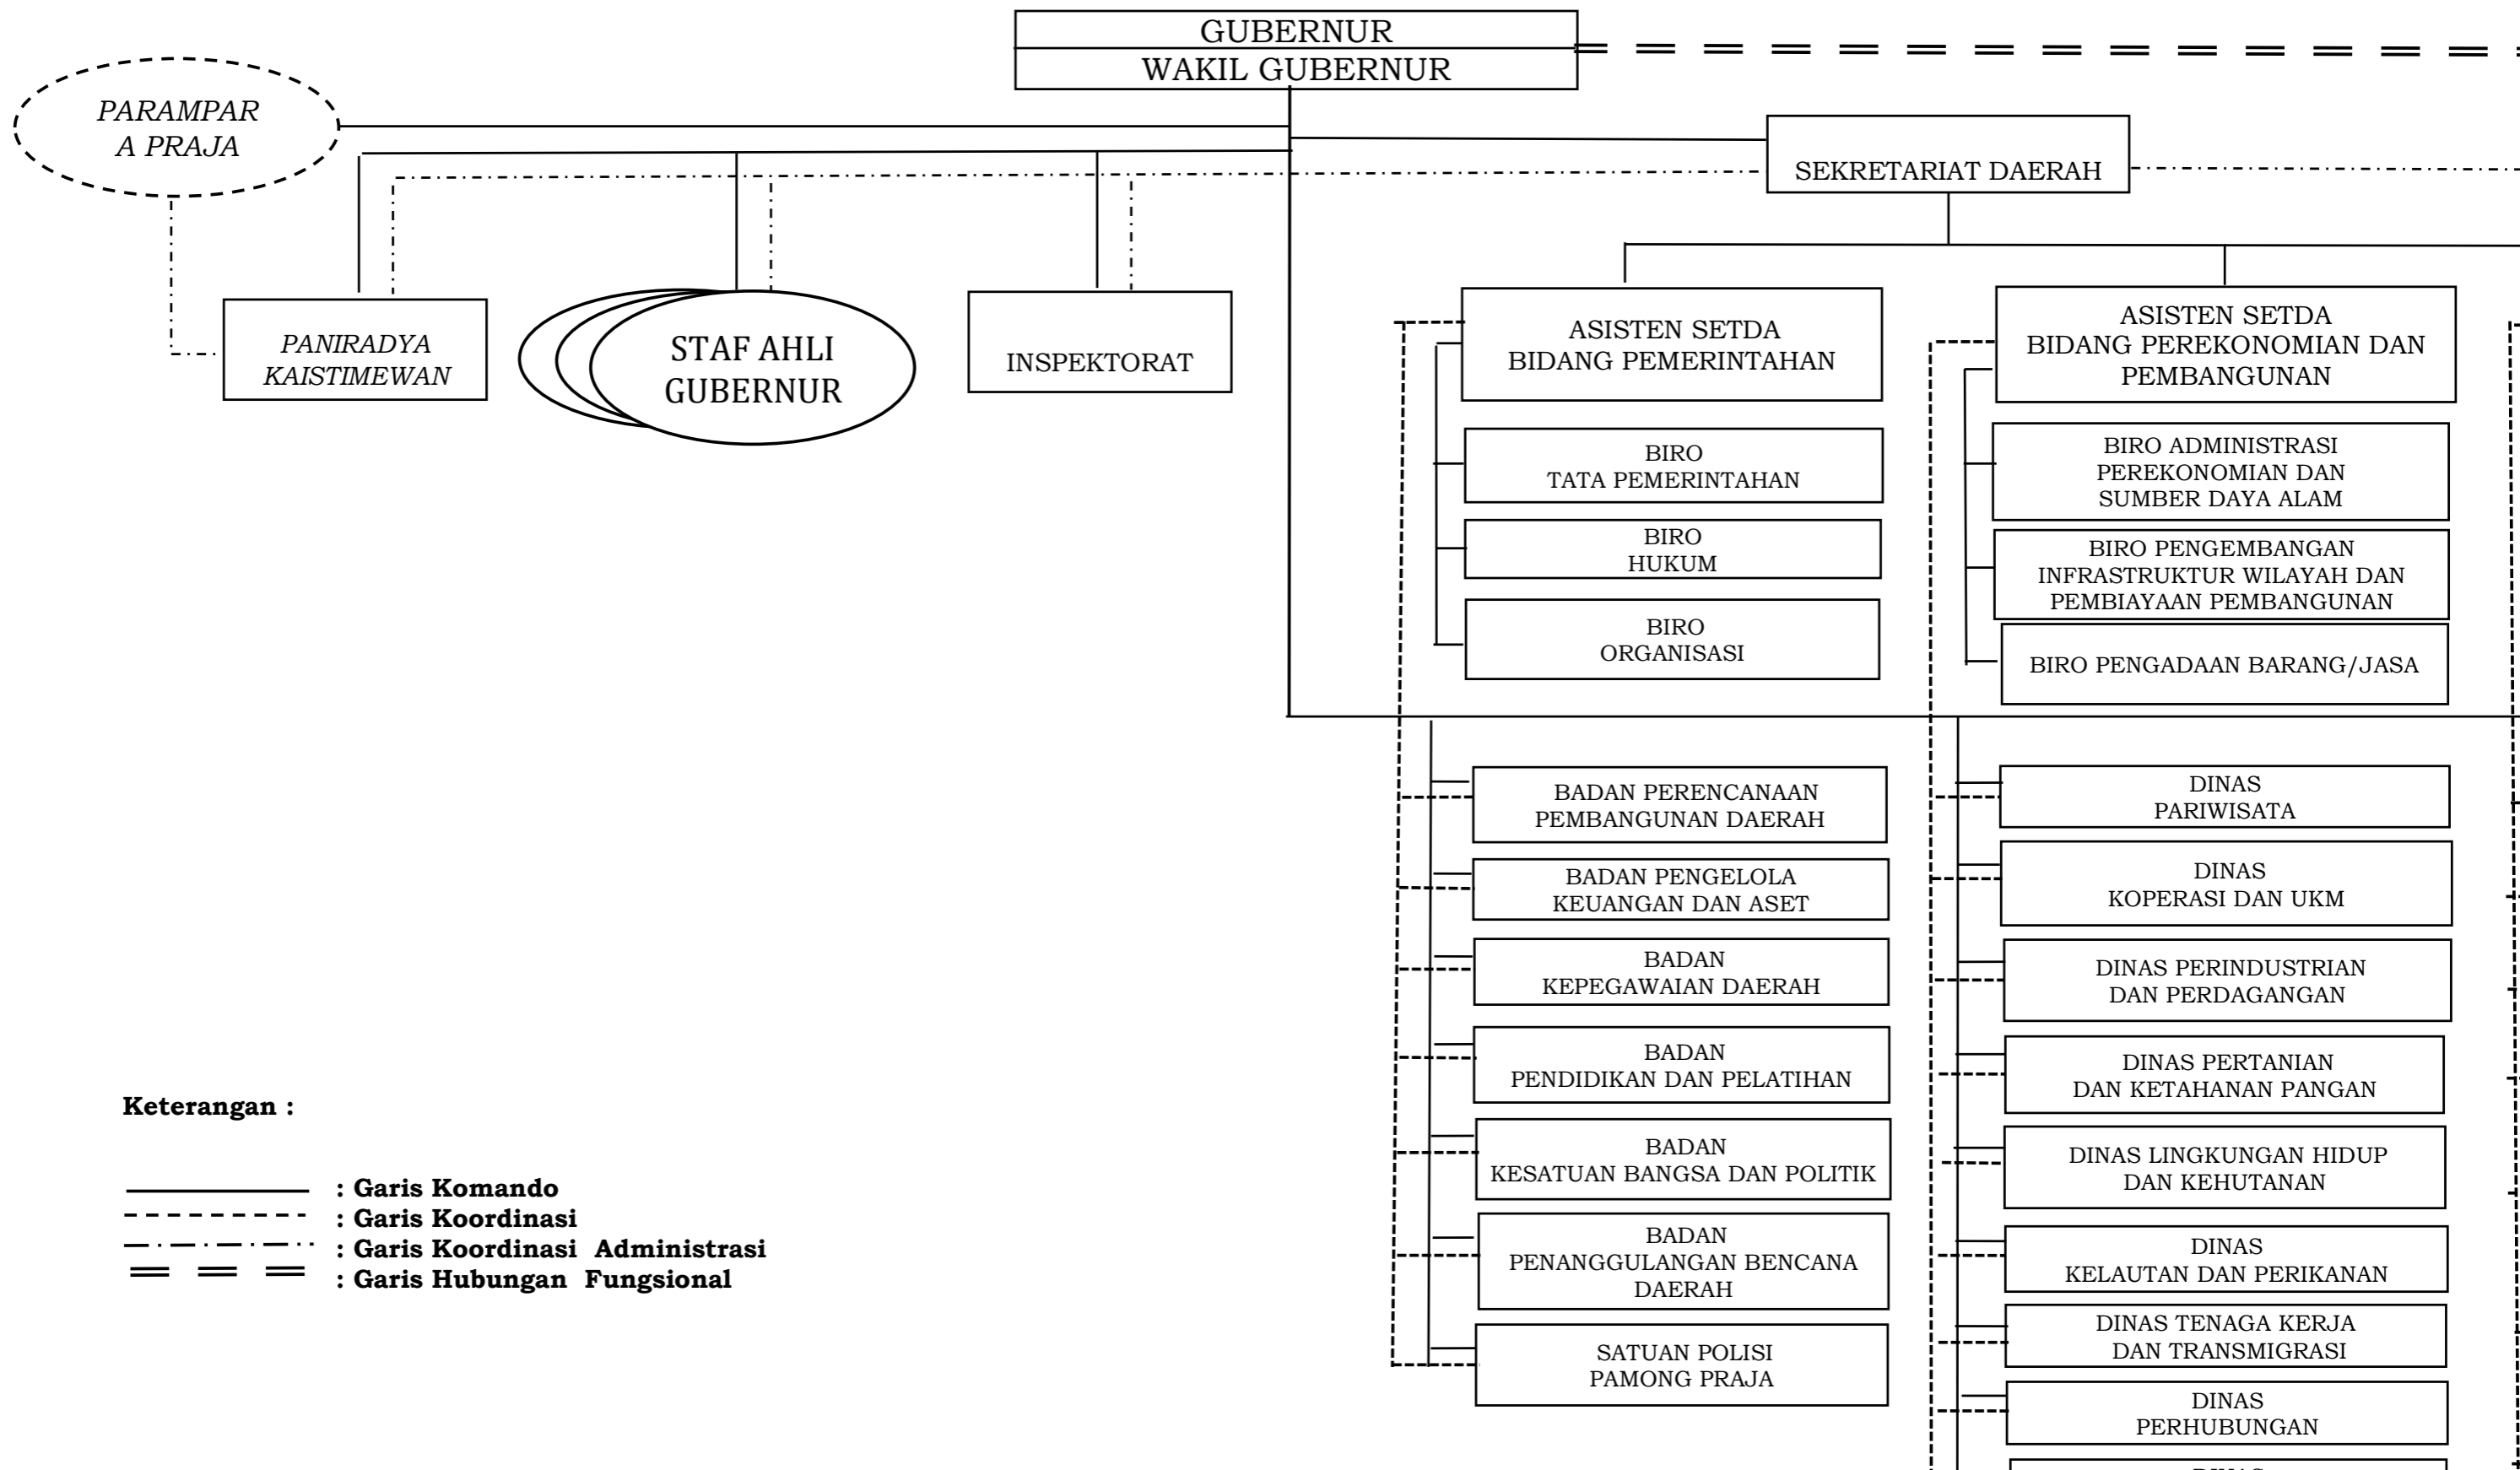 GUBERNUR
WAKIL GUBERNUR
PARAMPAR
A PRAJA
SEKRETARIAT DAERAH
PANIRADYA
KAISTIMEWAN
STAF AHLI
GUBERNUR
INSPEKTORAT
ASISTEN SETDA
BIDANG PEMERINTAHAN
BIRO
TATA PEMERINTAHAN
BIRO
HUKUM
BIRO
ORGANISASI
ASISTEN SETDA
BIDANG PEREKONOMIAN DAN
PEMBANGUNAN
BIRO ADMINISTRASI
PEREKONOMIAN DAN
SUMBER DAYA ALAM
BIRO PENGEMBANGAN
INFRASTRUKTUR WILAYAH DAN
PEMBIAYAAN PEMBANGUNAN
BIRO PENGADAAN BARANG/JASA
BADAN PERENCANAAN
PEMBANGUNAN DAERAH
BADAN PENGELOLA
KEUANGAN DAN ASET
BADAN
KEPEGAWAIAN DAERAH
BADAN
PENDIDIKAN DAN PELATIHAN
BADAN
KESATUAN BANGSA DAN POLITIK
BADAN
PENANGGULANGAN BENCANA
DAERAH
SATUAN POLISI
PAMONG PRAJA
DINAS
PARIWISATA
DINAS
KOPERASI DAN UKM
DINAS PERINDUSTRIAN
DAN PERDAGANGAN
DINAS PERTANIAN
DAN KETAHANAN PANGAN
DINAS LINGKUNGAN HIDUP
DAN KEHUTANAN
DINAS
KELAUTAN DAN PERIKANAN
DINAS TENAGA KERJA
DAN TRANSMIGRASI
DINAS
PERHUBUNGAN
Keterangan :
: Garis Komando
: Garis Koordinasi
: Garis Koordinasi Administrasi
: Garis Hubungan Fungsional